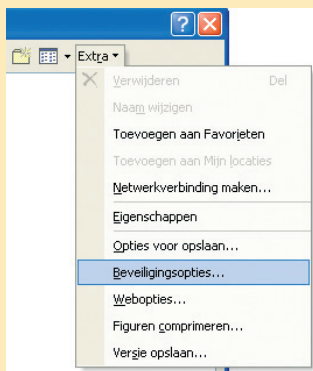 Extra
Verwijderen Del
Naam wijzigen
Toevoegen aan Favorieten
Toevoegen aan Mijn locaties
Netwerkverbinding maken...
Eigenschappen
Opties voor opslaan...
Beveiligingsopties...
Webopties...
Figuren comprimeren...
Versie opslaan...